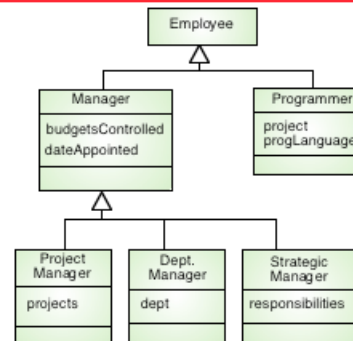 Employee
Manager
budgetsControlled
dateAppointed
Programmer
project
progLanguage
Project
Manager
projects
Dept.
Manager
dept
Strategic
Manager
responsibilities